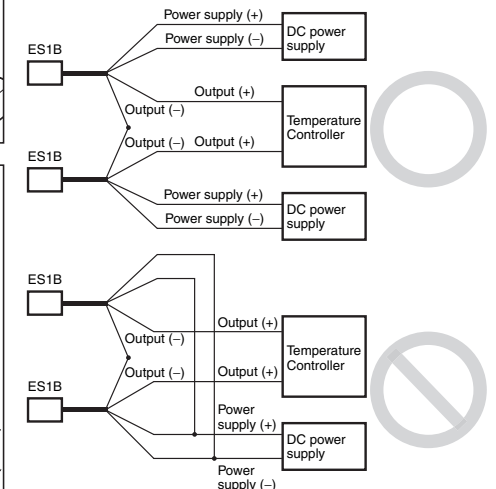 Power supply (+)
Power supply (−)
DC power
supply
ES1B
Output (+)
Output (−)
Temperature
Controller
Output (−) Output (+)
ES1B
Power supply (+)
Power supply (−)
DC power
supply
ES1B
Output (+)
Output (−)
Temperature
Controller
Output (−) Output (+)
ES1B
Power
supply (+)
DC power
supply
Power
supply (−)